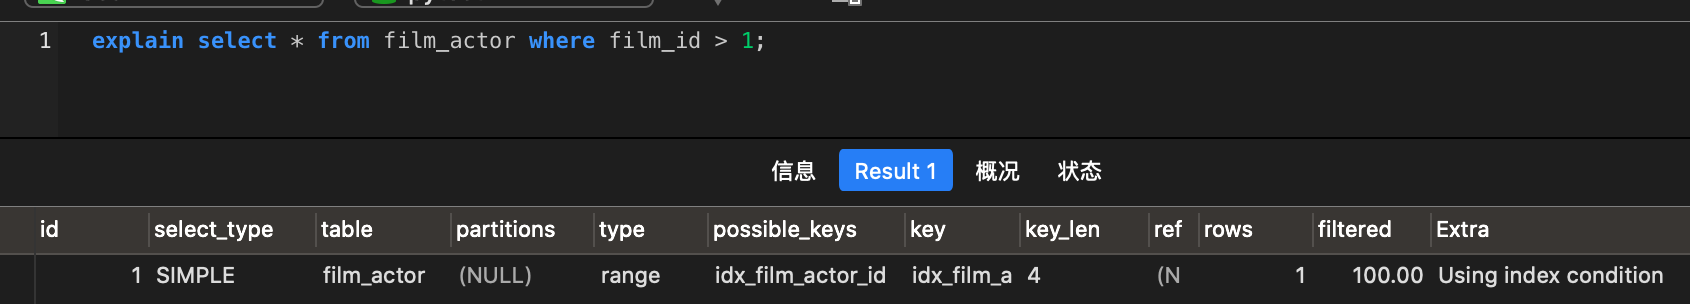 1 explain select * from film_actor where film_id > 1;
信息 Result 1 概况 状态
id select_type table partitions type possible_keys key key_len ref rows filtered Extra
1 SIMPLE film_actor (NULL) range idx_film_actor_id idx_film_a 4 (N 1 100.00 Using index condition